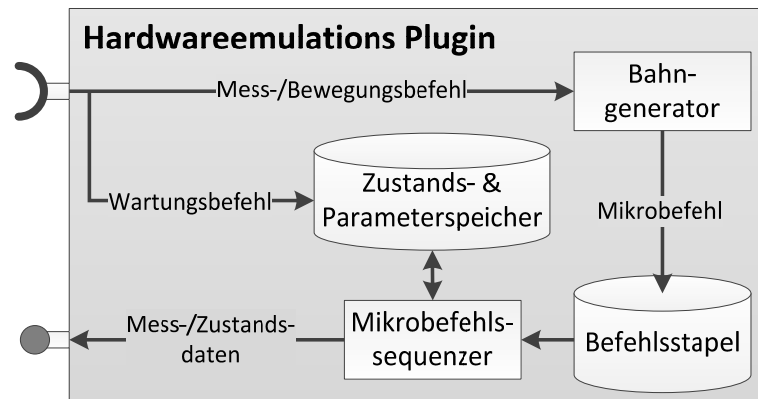 Hardwareemulations Plugin
Mess-/Bewegungsbefehl
Bahn-
generator
Wartungsbefehl
Zustands- &
Parameterspeicher
Mikrobefehl
Mess-/Zustands-
daten
Mikrobefehls-
sequenzer
Befehlsstapel